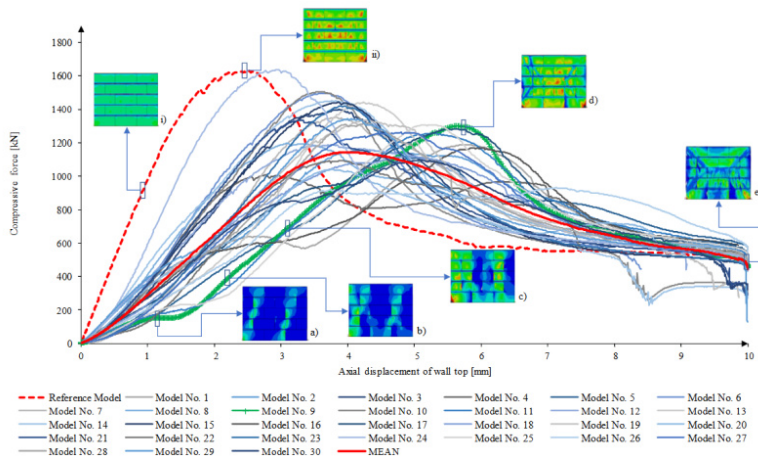 Compressive force [kN]
1800
1600
1400
1200
1000
800
600
400
200
0
i)
ii)
d)
e
c)
b)
a)
0 1 2 3 4 5 6 7 8 9 10
Axial displacement of wall top [mm]
Reference Model Model No. 1 Model No. 2 Model No. 3 Model No. 4 Model No. 5 Model No. 6
Model No. 7 Model No. 8 Model No. 9 Model No. 10 Model No. 11 Model No. 12 Model No. 13
Model No. 14 Model No. 15 Model No. 16 Model No. 17 Model No. 18 Model No. 19 Model No. 20
Model No. 21 Model No. 22 Model No. 23 Model No. 24 Model No. 25 Model No. 26 Model No. 27
Model No. 28 Model No. 29 Model No. 30 MEAN